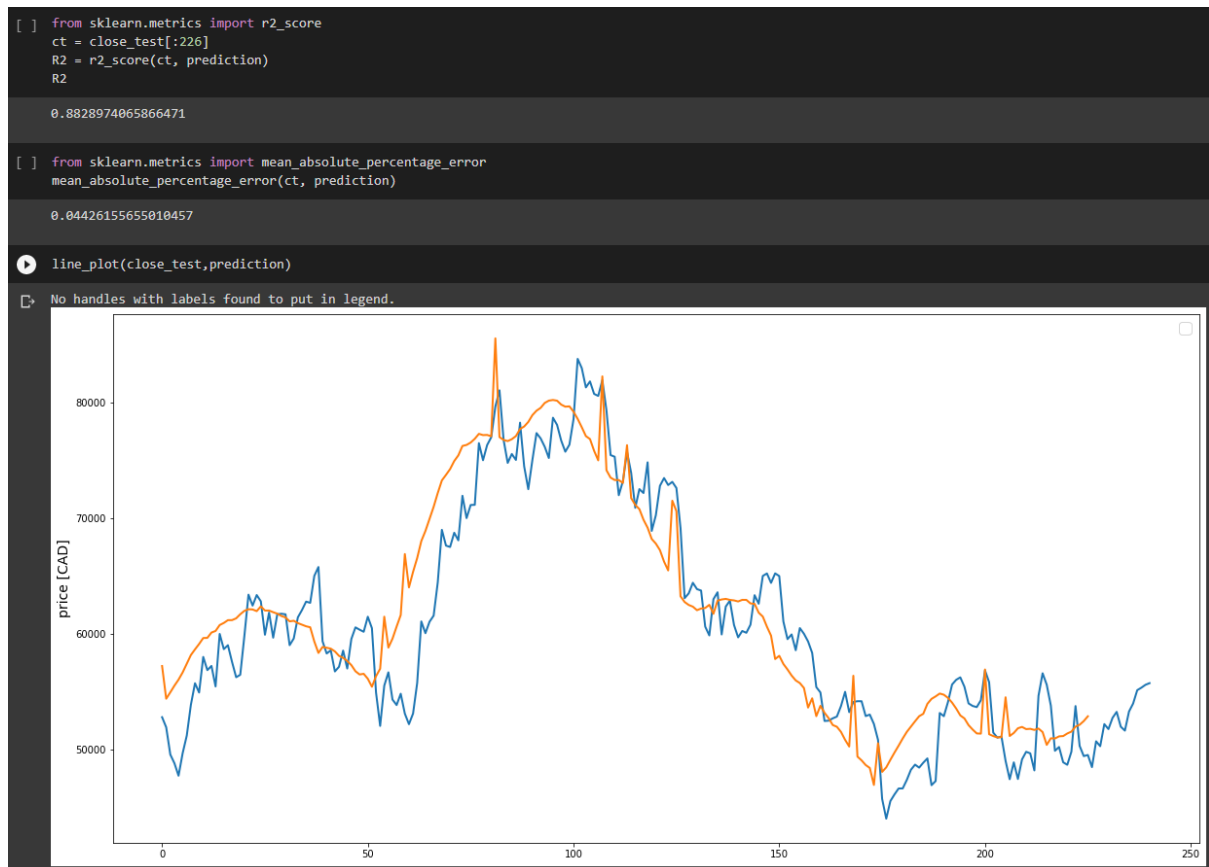 [ ] from sklearn.metrics import r2_score
ct = close_test[:226]
R2 = r2_score(ct, prediction)
R2
0.8828974065866471
[ ] from sklearn.metrics import mean_absolute_percentage_error
mean_absolute_percentage_error(ct, prediction)
0.04426155655010457
line_plot(close_test,prediction)
No handles with labels found to put in legend.
80000
70000
60000
50000
price [CAD]
0 50 100 150 200 250